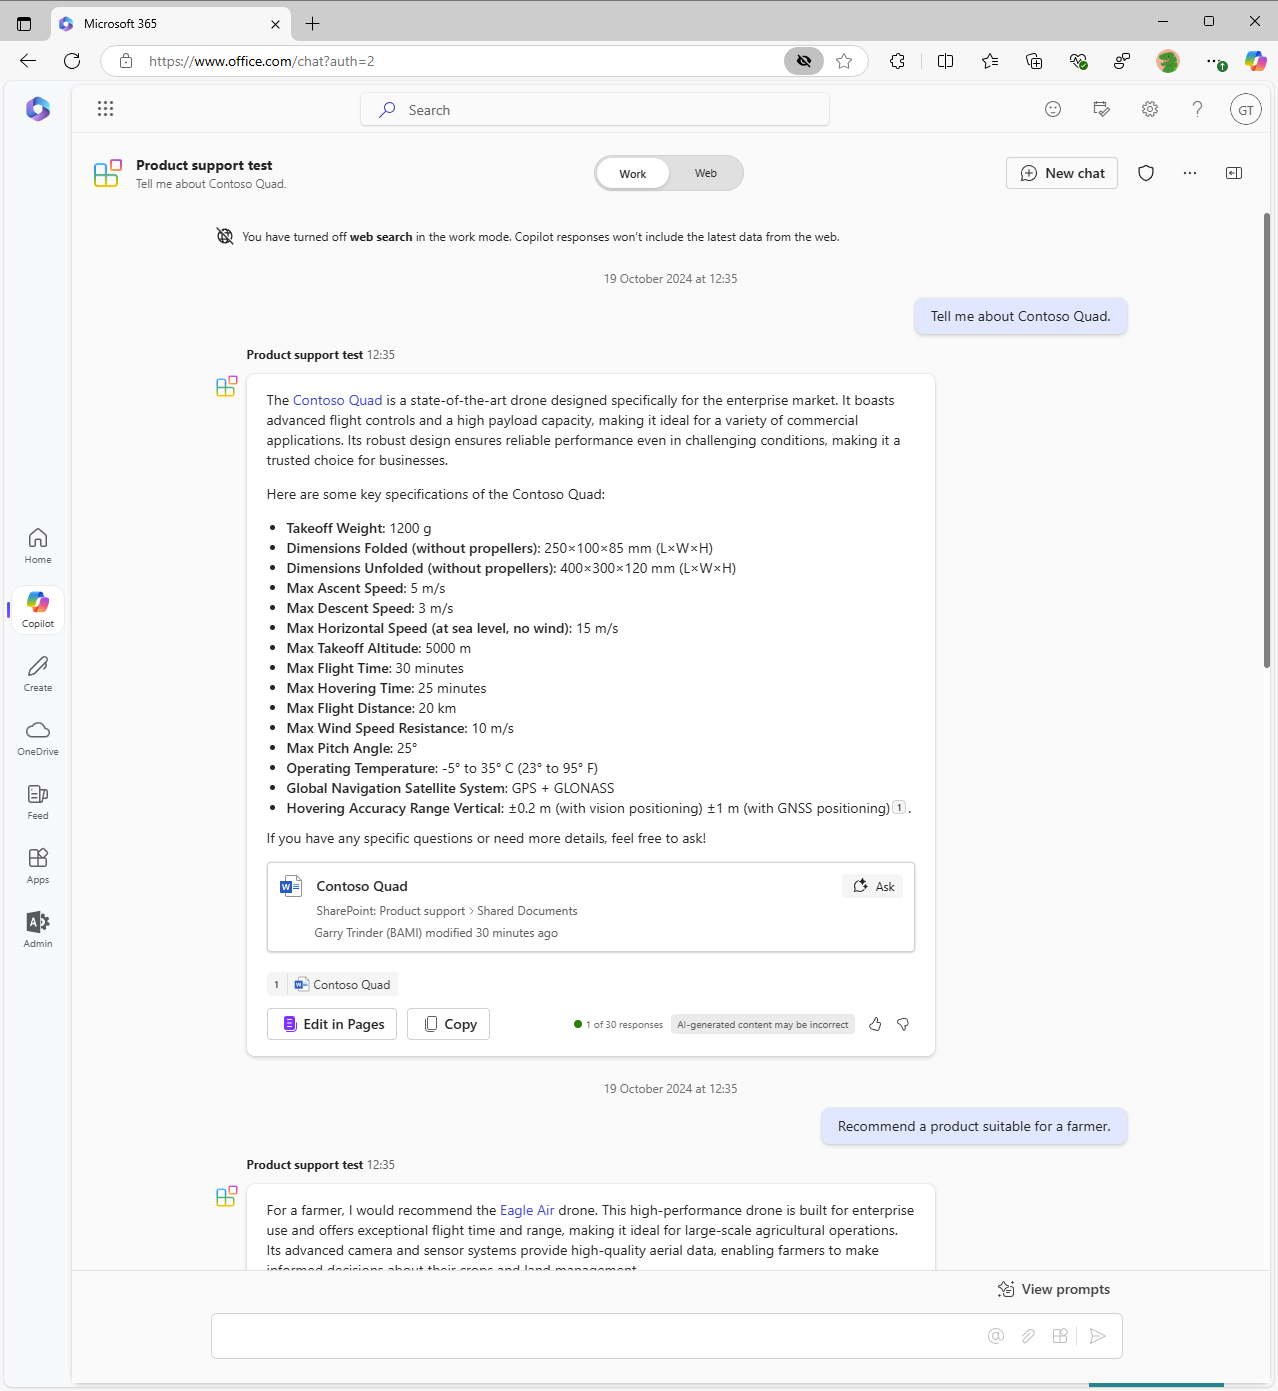 Microsoft 365
https://www.office.com/chat?auth=2
Search
GT
Product support test
Tell me about Contoso Quad.
Work
Web
New chat
You have turned off web search in the work mode. Copilot responses won't include the latest data from the web.
19 October 2024 at 12:35
Tell me about Contoso Quad.
Product support test 12:35
The Contoso Quad is a state-of-the-art drone designed specifically for the enterprise market. It boasts
advanced flight controls and a high payload capacity, making it ideal for a variety of commercial
applications. Its robust design ensures reliable performance even in challenging conditions, making it a
trusted choice for businesses.
Here are some key specifications of the Contoso Quad:
• Takeoff Weight: 1200 g
• Dimensions Folded (without propellers): 250×100×85 mm (L×W×H)
• Dimensions Unfolded (without propellers): 400×300×120 mm (L×W×H)
• Max Ascent Speed: 5 m/s
• Max Descent Speed: 3 m/s
• Max Horizontal Speed (at sea level, no wind): 15 m/s
• Max Takeoff Altitude: 5000 m
• Max Flight Time: 30 minutes
• Max Hovering Time: 25 minutes
• Max Flight Distance: 20 km
• Max Wind Speed Resistance: 10 m/s
• Max Pitch Angle: 25°
• Operating Temperature: -5° to 35° C (23° to 95° F)
• Global Navigation Satellite System: GPS + GLONASS
• Hovering Accuracy Range Vertical: ±0.2 m (with vision positioning) ±1 m (with GNSS positioning) 1 .
If you have any specific questions or need more details, feel free to ask!
Contoso Quad
Ask
SharePoint: Product support > Shared Documents
Garry Trinder (BAMI) modified 30 minutes ago
1 Contoso Quad
Edit in Pages
Copy
1 of 30 responses
AI-generated content may be incorrect
19 October 2024 at 12:35
Recommend a product suitable for a farmer.
Product support test 12:35
For a farmer, I would recommend the Eagle Air drone. This high-performance drone is built for enterprise
use and offers exceptional flight time and range, making it ideal for large-scale agricultural operations.
Its advanced camera and sensor systems provide high-quality aerial data, enabling farmers to make
informed decisions about their crops and land management.
View prompts
Home
Copilot
Create
OneDrive
Feed
Apps
Admin